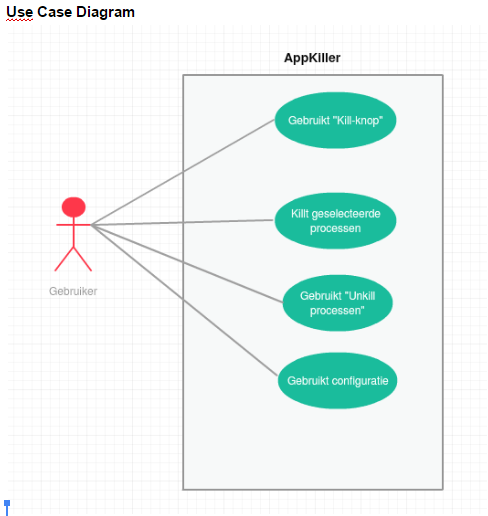 Use Case Diagram
AppKiller
Gebruikt "Kill-knop"
Killt geselecteerde
processen
Gebruiker
Gebruikt "Unkill
processen"
Gebruikt configuratie